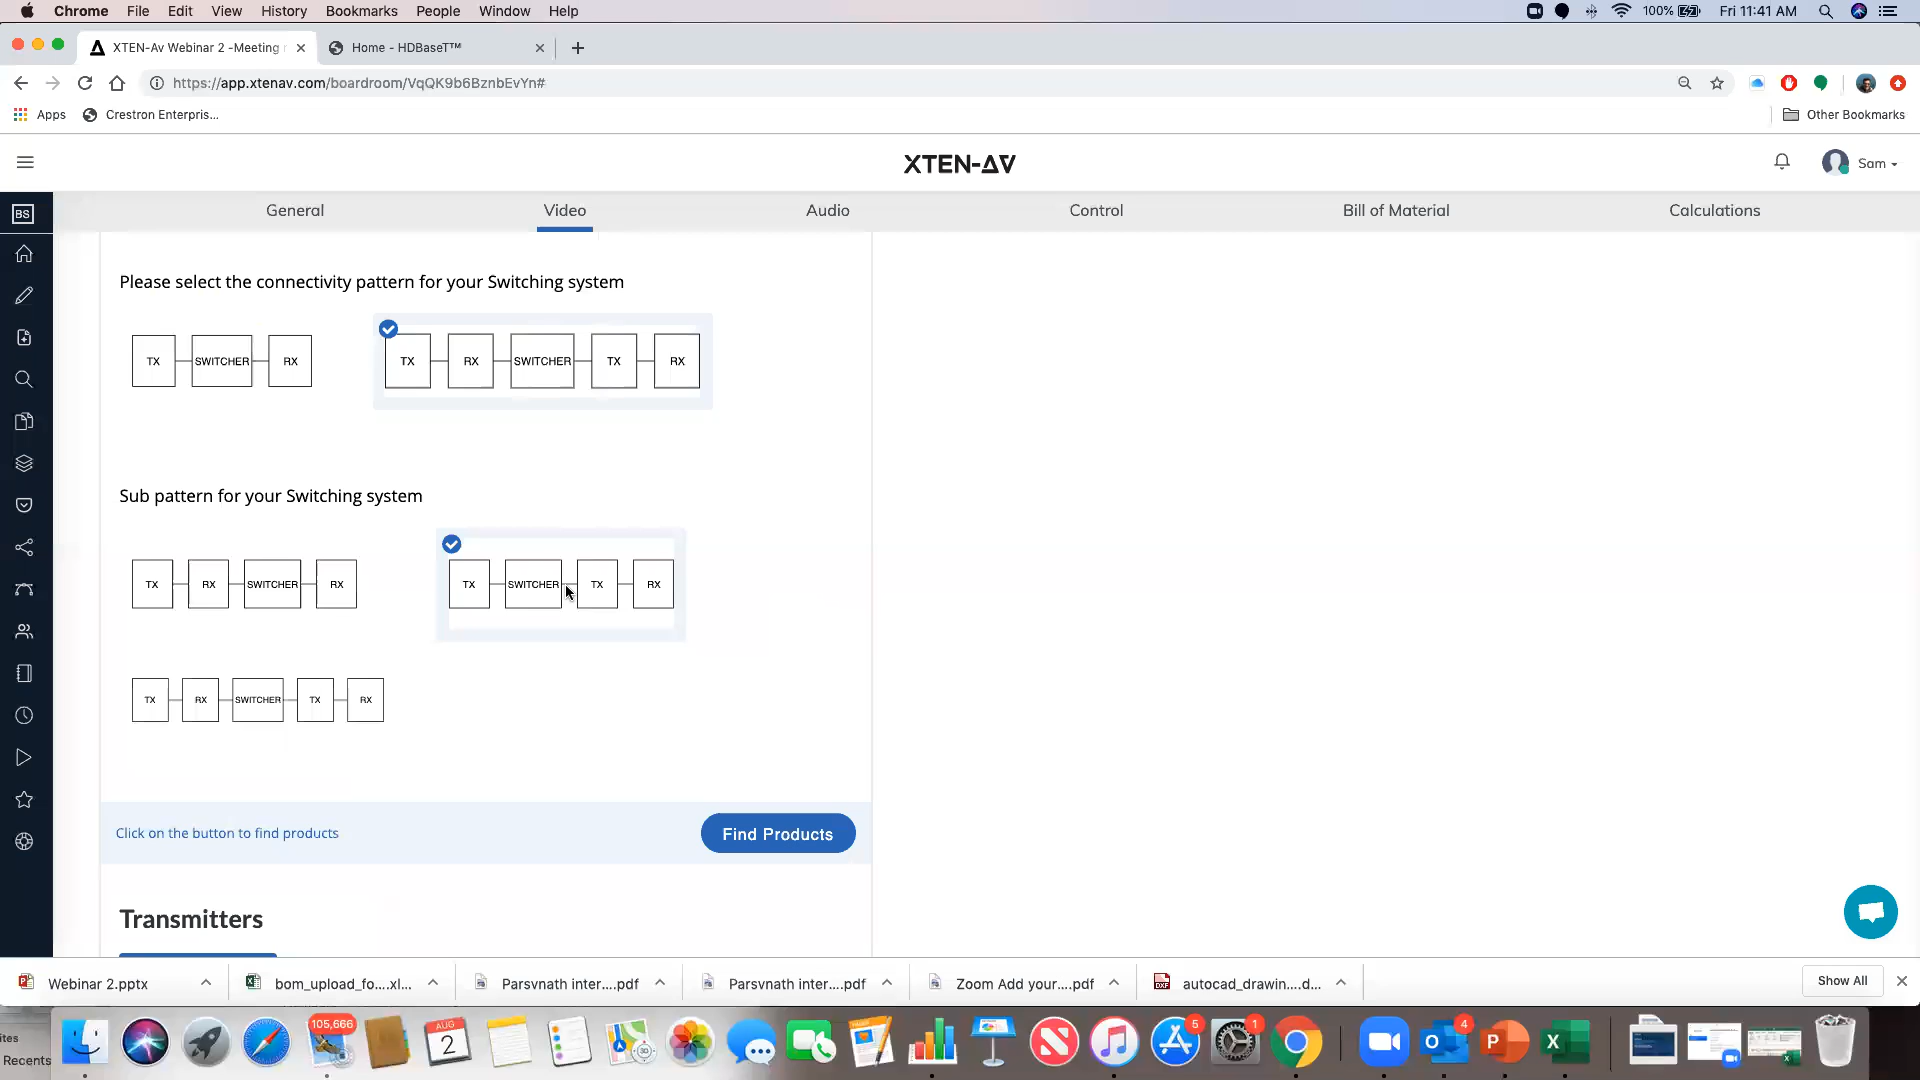 Chrome File Edit View History Bookmarks People Window Help 100% Fri 11:41 AM
XTEN-Av Webinar 2 -Meeting Home - HDBaseT™
https://app.xtenav.com/boardroom/VqQK9b6BznbEvYn#
Apps Crestron Enterpris... Other Bookmarks
XTEN-ΔV Sam
BS General Video Audio Control Bill of Material Calculations
Please select the connectivity pattern for your Switching system
TX SWITCHER RX TX RX SWITCHER TX RX
Sub pattern for your Switching system
TX RX SWITCHER RX TX SWITCHER TX RX
TX RX SWITCHER TX RX
Click on the button to find products Find Products
Transmitters
Webinar 2.pptx bom_upload_fo....xl... Parsvnath inter....pdf Parsvnath inter....pdf Zoom Add your....pdf DXF autocad_drawin....d... Show All
105,666 AUG 2 5 1 4
ites
Recents